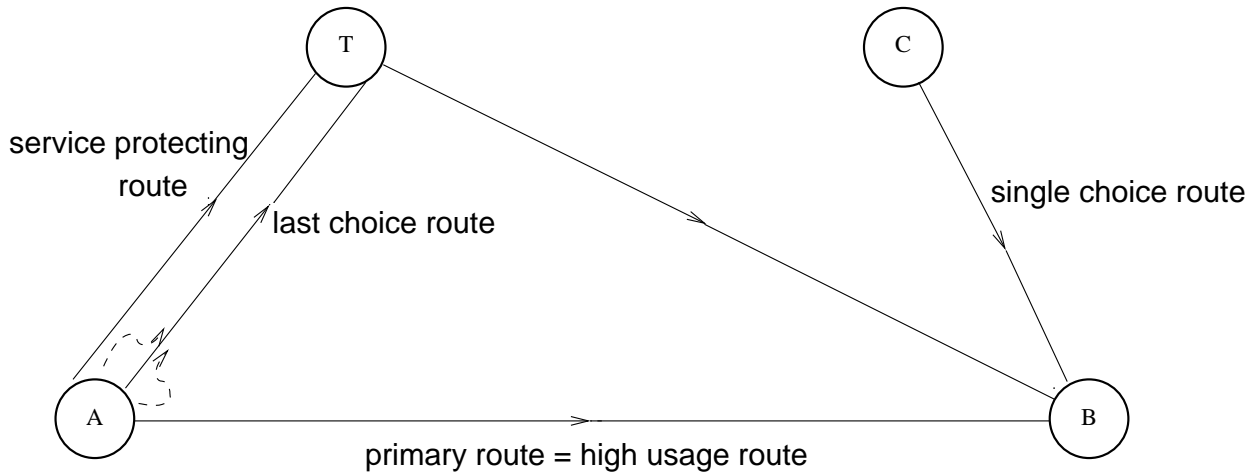 T
C
service protecting
route
single choice route
last choice route
A
B
primary route = high usage route